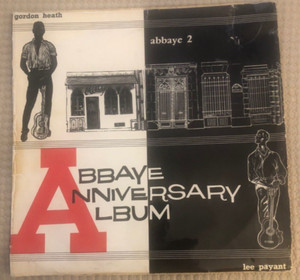 gordon heath
abbaye 2
ABBAYE
ANNIVERSARY
ALBUM
lee payant